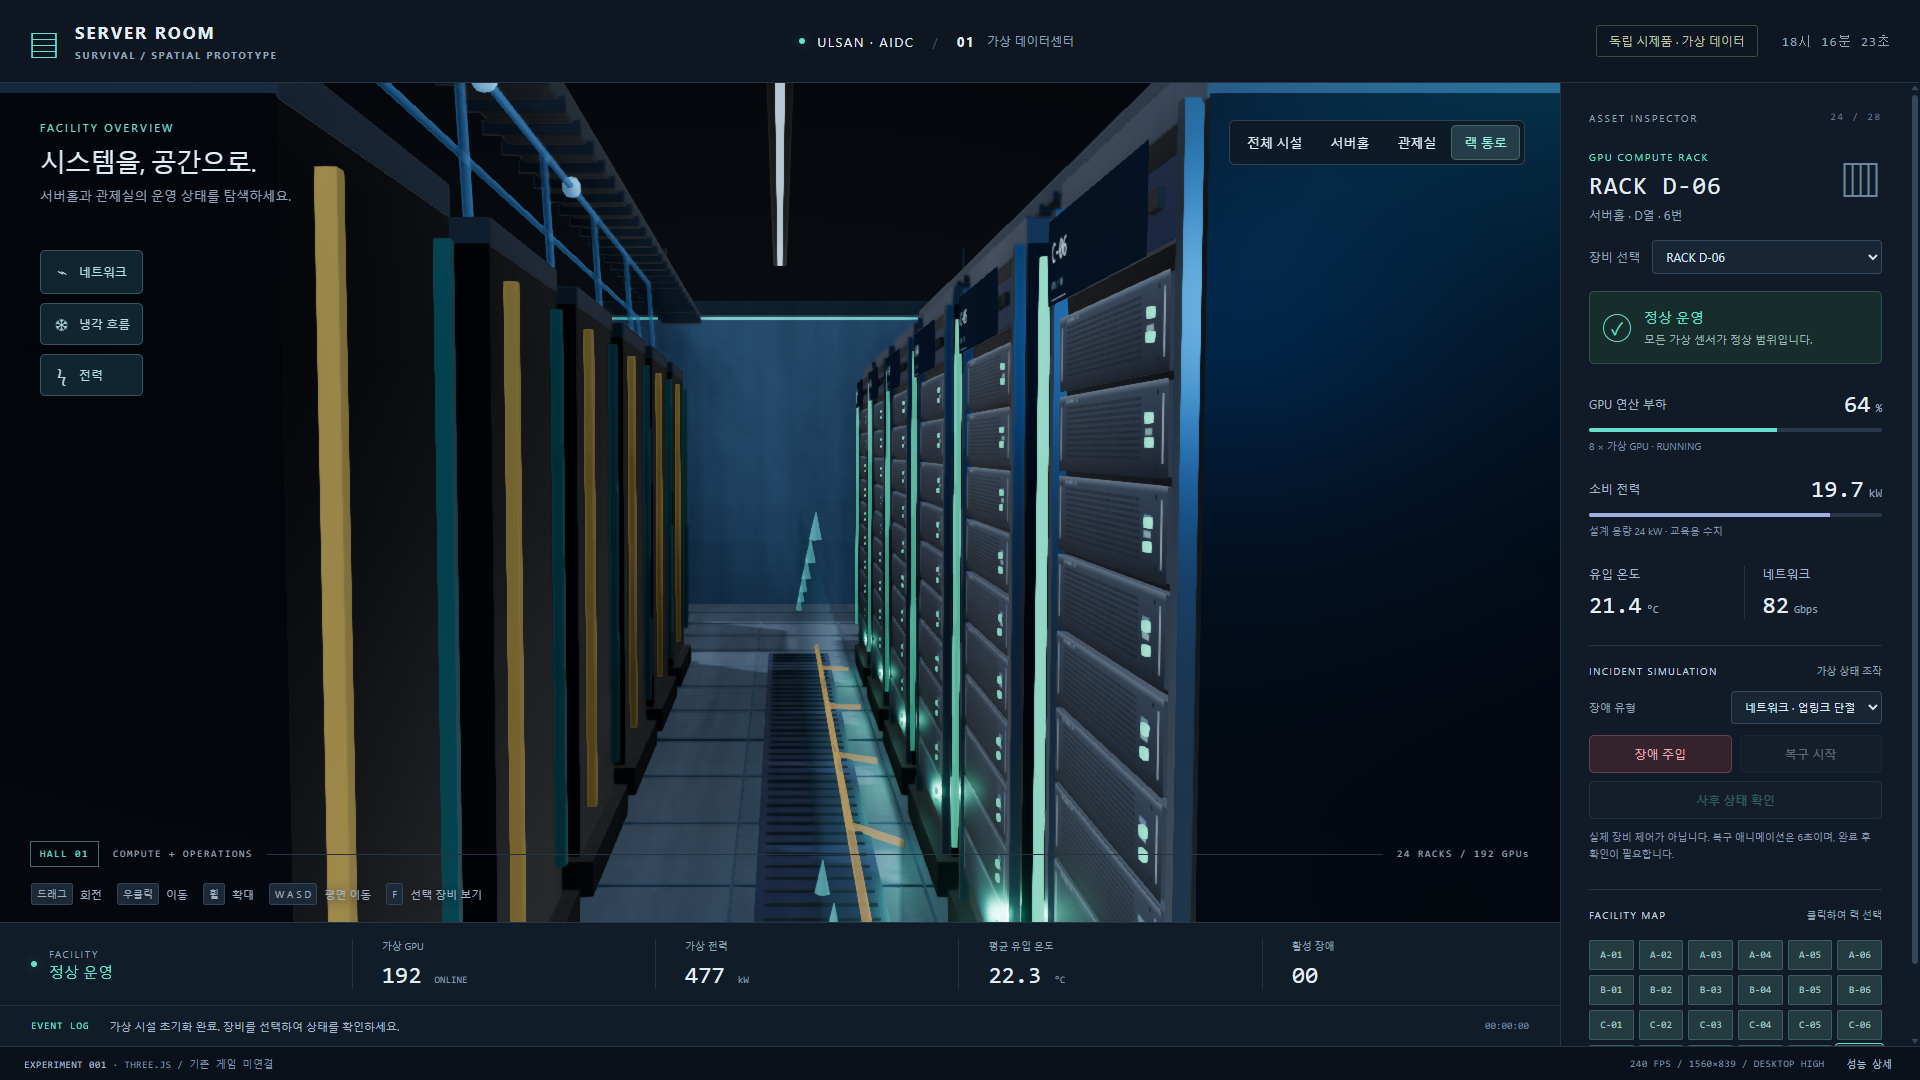 SERVER ROOM
SURVIVAL / SPATIAL PROTOTYPE
ULSAN · AIDC / 01 가상 데이터센터
독립 시제품 · 가상 데이터
18시 16분 23초
FACILITY OVERVIEW
시스템을, 공간으로.
서버홀과 관제실의 운영 상태를 탐색하세요.
전체 시설 서버홀 관제실 랙 통로
네트워크
냉각 흐름
전력
C-06
HALL 01 COMPUTE + OPERATIONS
24 RACKS / 192 GPUs
드래그 회전 우클릭 이동 휠 확대 WASD 평면 이동 F 선택 장비 보기
FACILITY
정상 운영
가상 GPU
192 ONLINE
가상 전력
477 kW
평균 유입 온도
22.3 °C
활성 장애
00
EVENT LOG 가상 시설 초기화 완료. 장비를 선택하여 상태를 확인하세요.
00:00:00
EXPERIMENT 001 · THREE.JS / 기존 게임 미연결
240 FPS / 1560×839 / DESKTOP HIGH 성능 상세
ASSET INSPECTOR 24 / 28
GPU COMPUTE RACK
RACK D-06
서버홀 · D열 · 6번
장비 선택 RACK D-06
정상 운영
모든 가상 센서가 정상 범위입니다.
GPU 연산 부하 64 %
8 × 가상 GPU · RUNNING
소비 전력 19.7 kW
설계 용량 24 kW · 교육용 수치
유입 온도 네트워크
21.4 °C 82 Gbps
INCIDENT SIMULATION 가상 상태 조작
장애 유형 네트워크 · 업링크 단절
장애 주입 복구 시작
사후 상태 확인
실제 장비 제어가 아닙니다. 복구 애니메이션은 6초이며, 완료 후
확인이 필요합니다.
FACILITY MAP 클릭하여 랙 선택
A-01 A-02 A-03 A-04 A-05 A-06
B-01 B-02 B-03 B-04 B-05 B-06
C-01 C-02 C-03 C-04 C-05 C-06